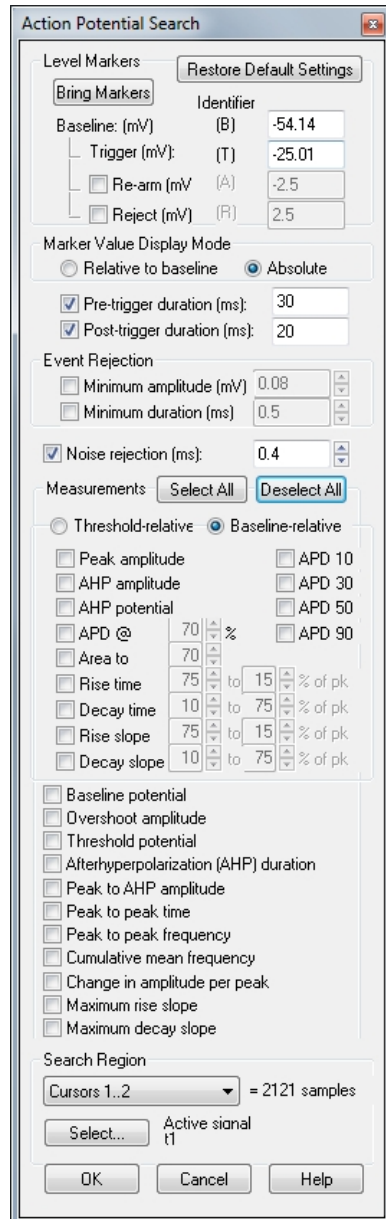 Action Potential Search
Level Markers
Restore Default Settings
Bring Markers
Identifier
Baseline: (mV) (B) -54.14
Trigger (mV): (T) -25.01
Re-arm (mV (A) -2.5
Reject (mV) (R) 2.5
Marker Value Display Mode
Relative to baseline Absolute
Pre-trigger duration (ms): 30
Post-trigger duration (ms): 20
Event Rejection
Minimum amplitude (mV) 0.08
Minimum duration (ms) 0.5
Noise rejection (ms): 0.4
Measurements Select All Deselect All
Threshold-relative Baseline-relative
Peak amplitude APD 10
AHP amplitude APD 30
AHP potential APD 50
APD @ 70 % APD 90
Area to 70
Rise time 75 to 15 % of pk
Decay time 10 to 75 % of pk
Rise slope 75 to 15 % of pk
Decay slope 10 to 75 % of pk
Baseline potential
Overshoot amplitude
Threshold potential
Afterhyperpolarization (AHP) duration
Peak to AHP amplitude
Peak to peak time
Peak to peak frequency
Cumulative mean frequency
Change in amplitude per peak
Maximum rise slope
Maximum decay slope
Search Region
Cursors 1..2 = 2121 samples
Select... Active signal
t1
OK Cancel Help